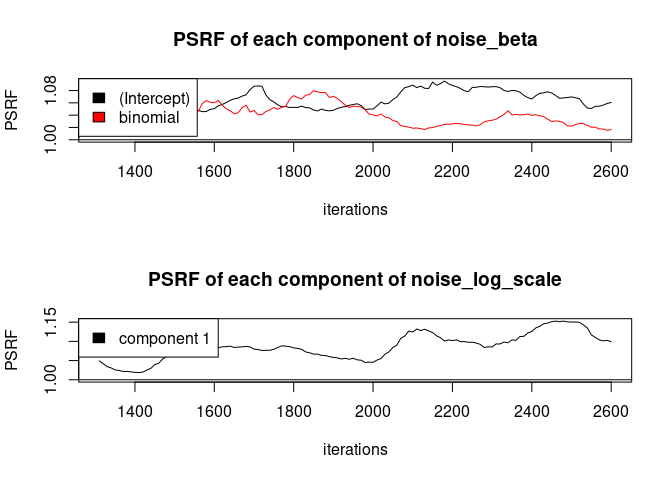 PSRF of each component of noise_beta
PSRF
1.08
1.00
(Intercept)
binomial
1400 1600 1800 2000 2200 2400 2600
iterations
PSRF of each component of noise_log_scale
PSRF
1.15
1.00
component 1
1400 1600 1800 2000 2200 2400 2600
iterations